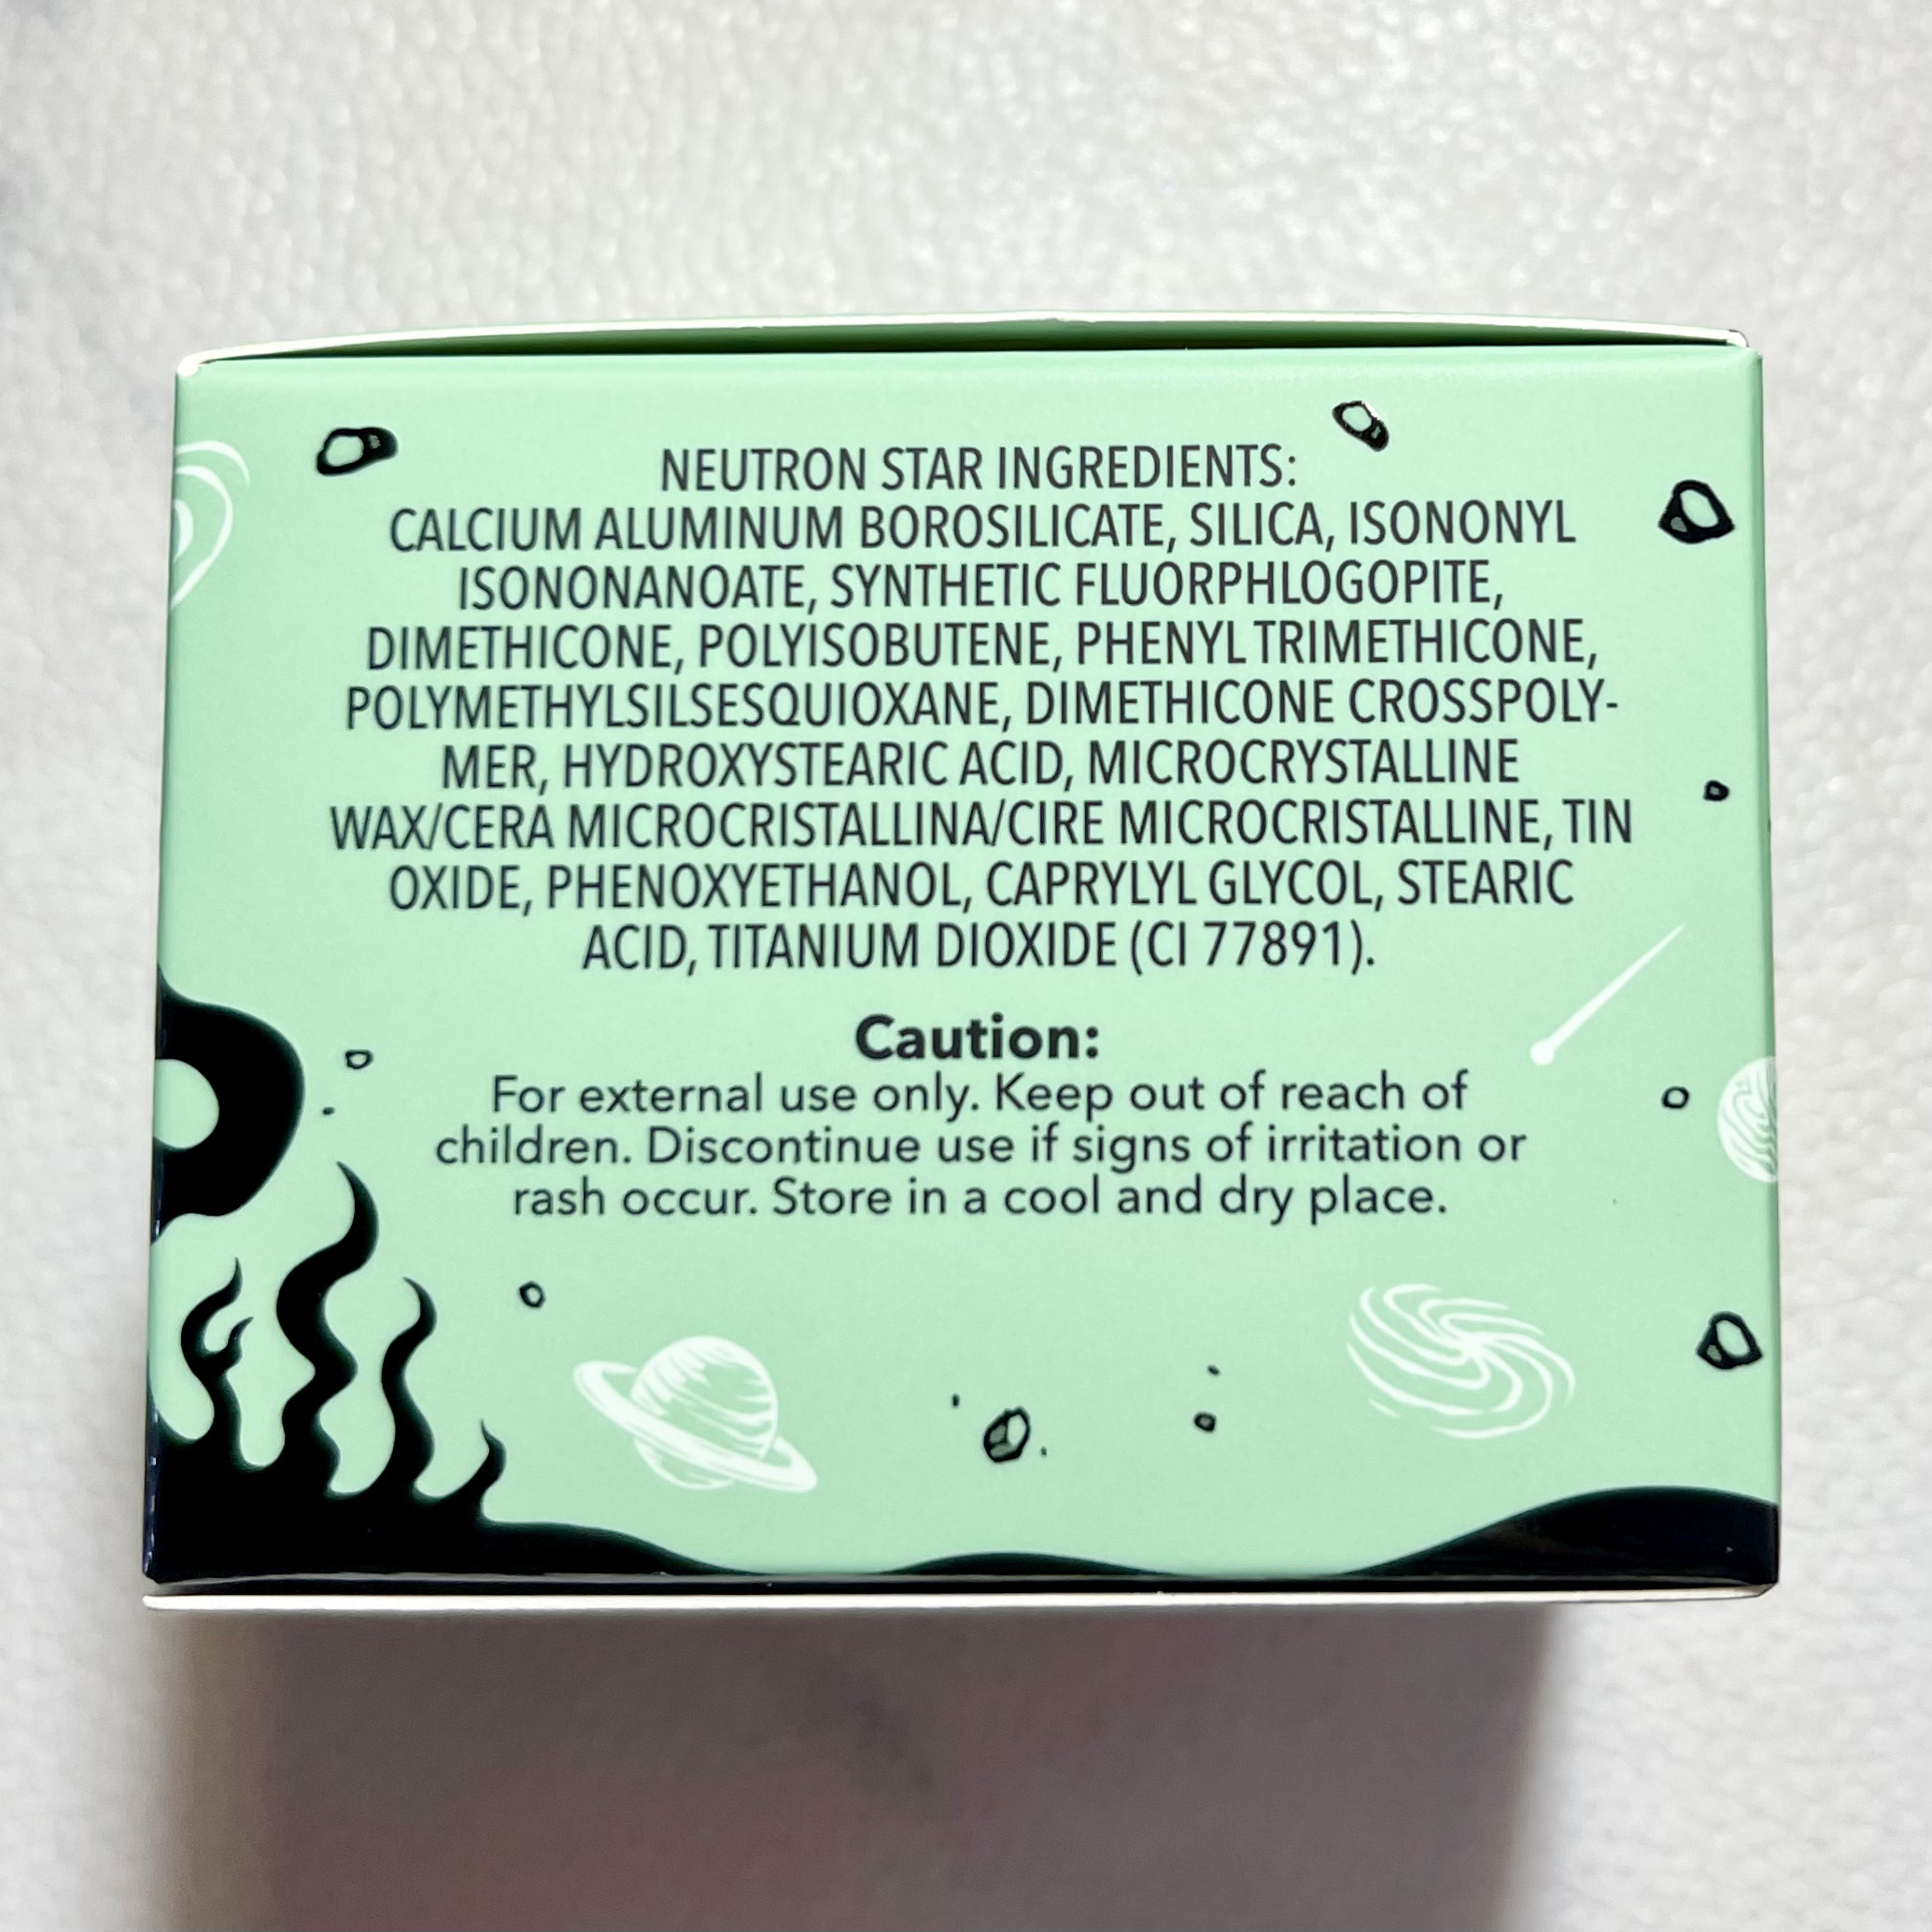 NEUTRON STAR INGREDIENTS:
CALCIUM ALUMINUM BOROSILICATE, SILICA, ISONONYL
ISONONANOATE, SYNTHETIC FLUORPHLOGOPITE,
DIMETHICONE, POLYISOBUTENE, PHENYL TRIMETHICONE,
POLYMETHYLSILSESQUIOXANE, DIMETHICONE CROSSPOLY-
MER, HYDROXYSTEARIC ACID, MICROCRYSTALLINE
WAX/CERA MICROCRISTALLINA/CIRE MICROCRISTALLINE, TIN
OXIDE, PHENOXYETHANOL, CAPRYLYL GLYCOL, STEARIC
ACID, TITANIUM DIOXIDE (CI 77891).
Caution:
For external use only. Keep out of reach of
children. Discontinue use if signs of irritation or
rash occur. Store in a cool and dry place.